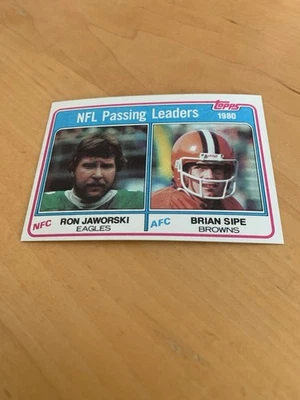 NFL Passing Leaders
topps
1980
NFC RON JAWORSKI
EAGLES
AFC BRIAN SIPE
BROWNS